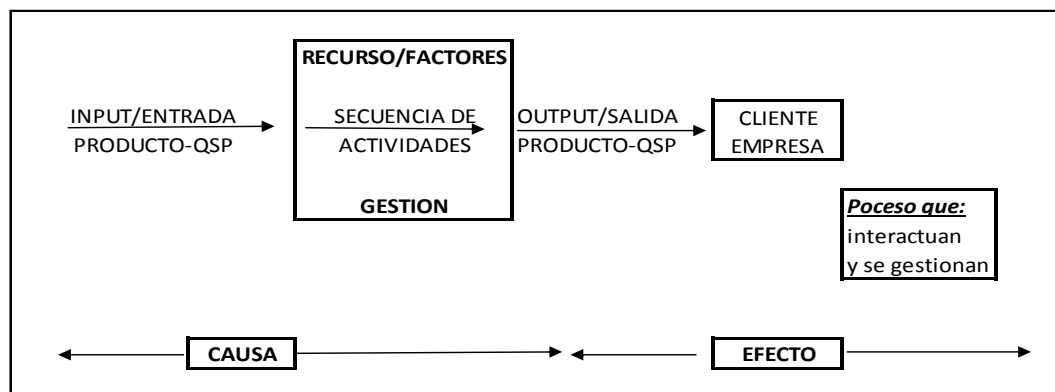 RECURSO/FACTORES
INPUT/ENTRADA
PRODUCTO-QSP
SECUENCIA DE
ACTIVIDADES
GESTION
OUTPUT/SALIDA
PRODUCTO-QSP
CLIENTE
EMPRESA
Poceso que:
interactuan
y se gestionan
CAUSA
EFECTO